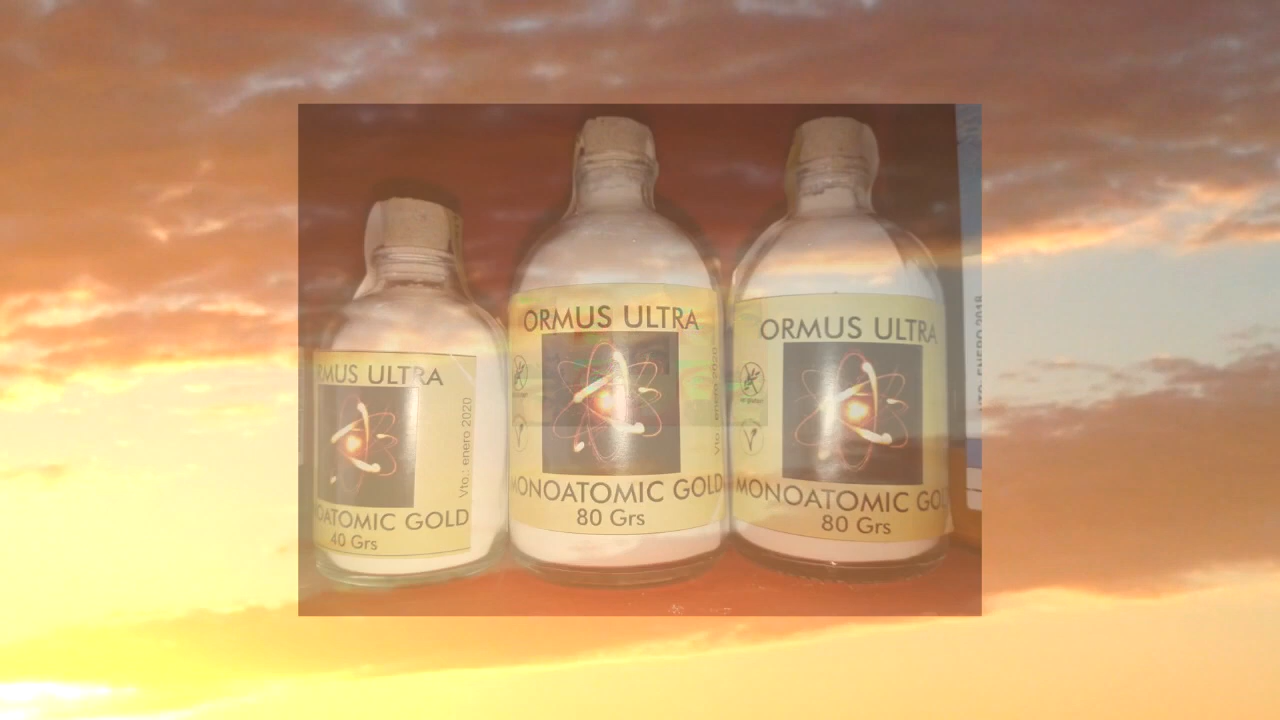 RMUS ULTRA
Vto.: enero 2020
OATOMIC GOLD
40 Grs
ORMUS ULTRA
MONOATOMIC GOLD
80 Grs
ORMUS ULTRA
MONOATOMIC GOL
80 Grs